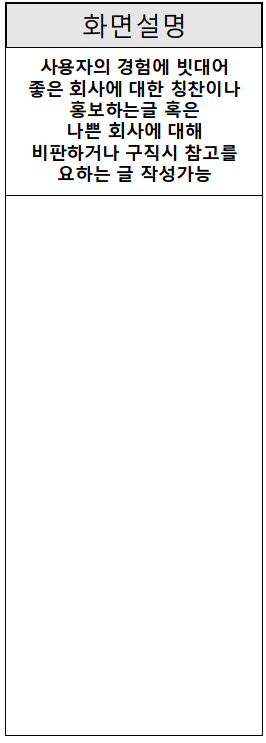 화면설명
사용자의 경험에 빗대어
좋은 회사에 대한 칭찬이나
홍보하는글 혹은
나쁜 회사에 대해
비판하거나 구직시 참고를
요하는 글 작성가능